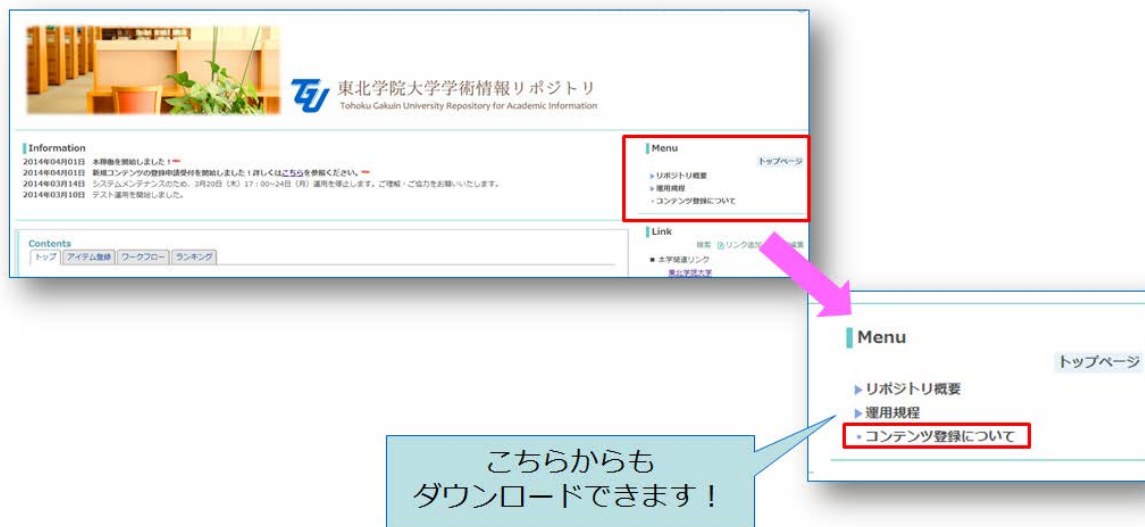 TGU
東北学院大学学術情報リポジトリ
Tohoku Gakuin University Repository for Academic Information
Information
2014年04月01日 本稼働を開始しました！
2014年04月01日 新規コンテンツの登録申請受付を開始しました！詳しくはこちらを参照ください。
2014年03月14日 システムメンテナンスのため、3月20日（木）17：00~24日（月）運用を停止します。ご理解・ご協力をお願いいたします。
2014年03月10日 テスト運用を開始しました。
Menu
トップページ
リポジトリ概要
運用規程
コンテンツ登録について
Contents
トップ アイテム登録 ワークフロー ランキング
Link
検索 リンク追加 編集
■ 本学関連リンク
東北学院大学
Menu
トップページ
リポジトリ概要
運用規程
コンテンツ登録について
こちらからも
ダウンロードできます！